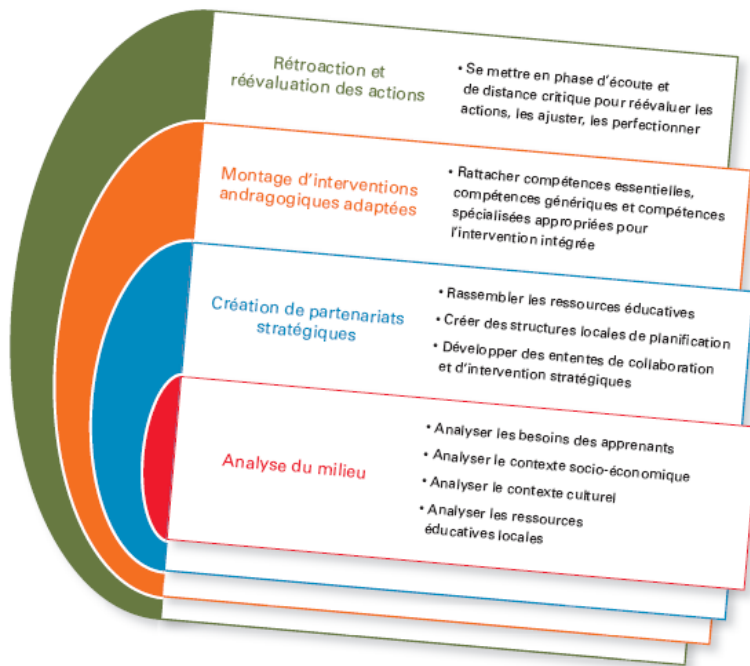 Rétroaction et
réévaluation des actions
• Se mettre en phase d’écoute et
de distance critique pour réévaluer les
actions, les ajuster, les perfectionner
Montage d’interventions
andragogiques adaptées
• Rattacher compétences essentielles,
compétences génériques et compétences
spécialisées appropriées pour
l’intervention intégrée
Création de partenariats
stratégiques
• Rassembler les ressources éducatives
• Créer des structures locales de planification
• Développer des ententes de collaboration
et d’intervention stratégiques
Analyse du milieu
• Analyser les besoins des apprenants
• Analyser le contexte socio-économique
• Analyser le contexte culturel
• Analyser les ressources
éducatives locales